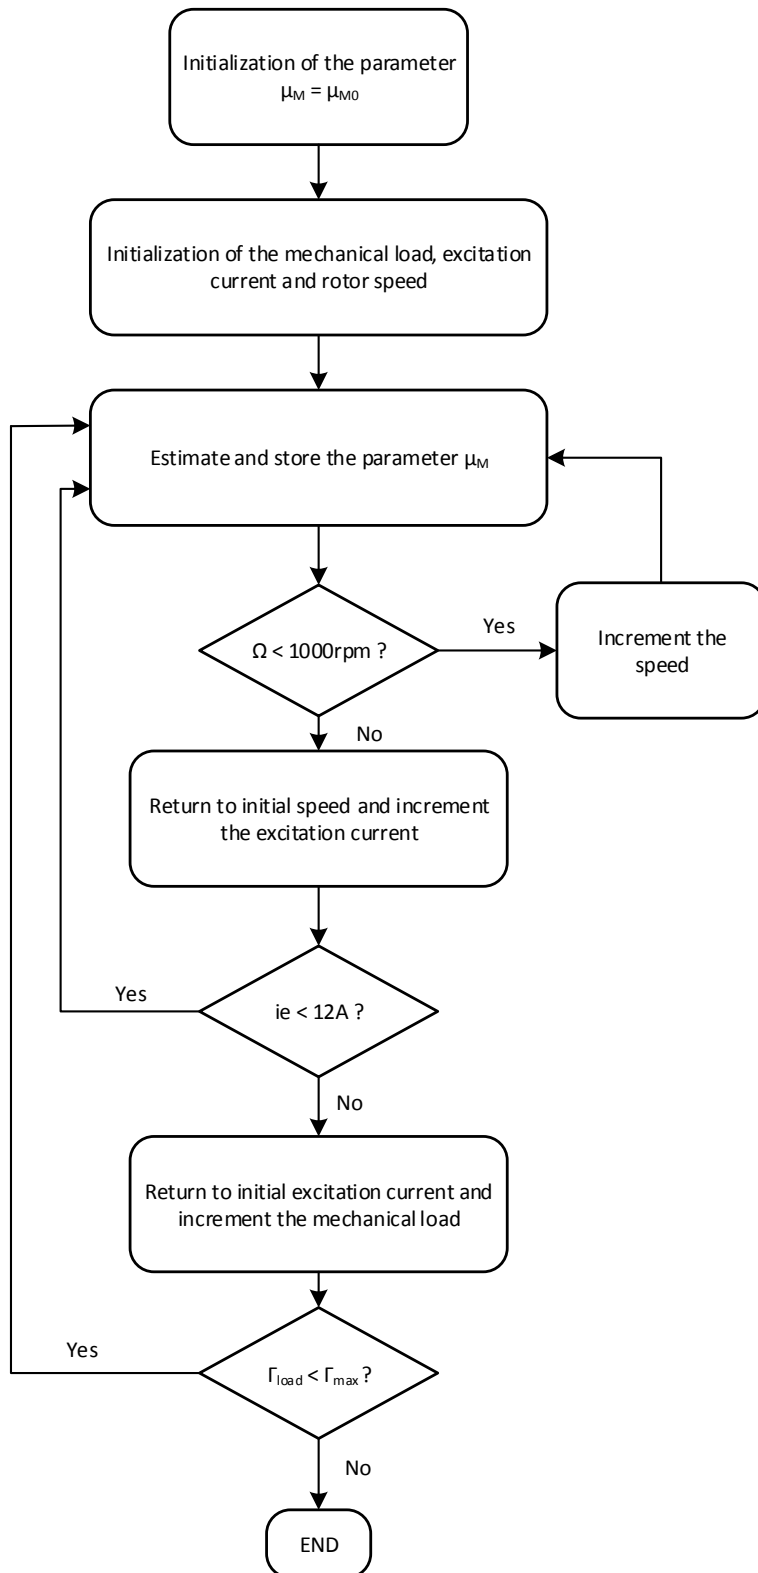 Initialization of the parameter
μM = μM0
Initialization of the mechanical load, excitation
current and rotor speed
Estimate and store the parameter μM
Ω < 1000rpm ?
Yes
Increment the
speed
No
Return to initial speed and increment
the excitation current
Yes
ie < 12A ?
No
Return to initial excitation current and
increment the mechanical load
Yes
Γload < Γmax ?
No
END